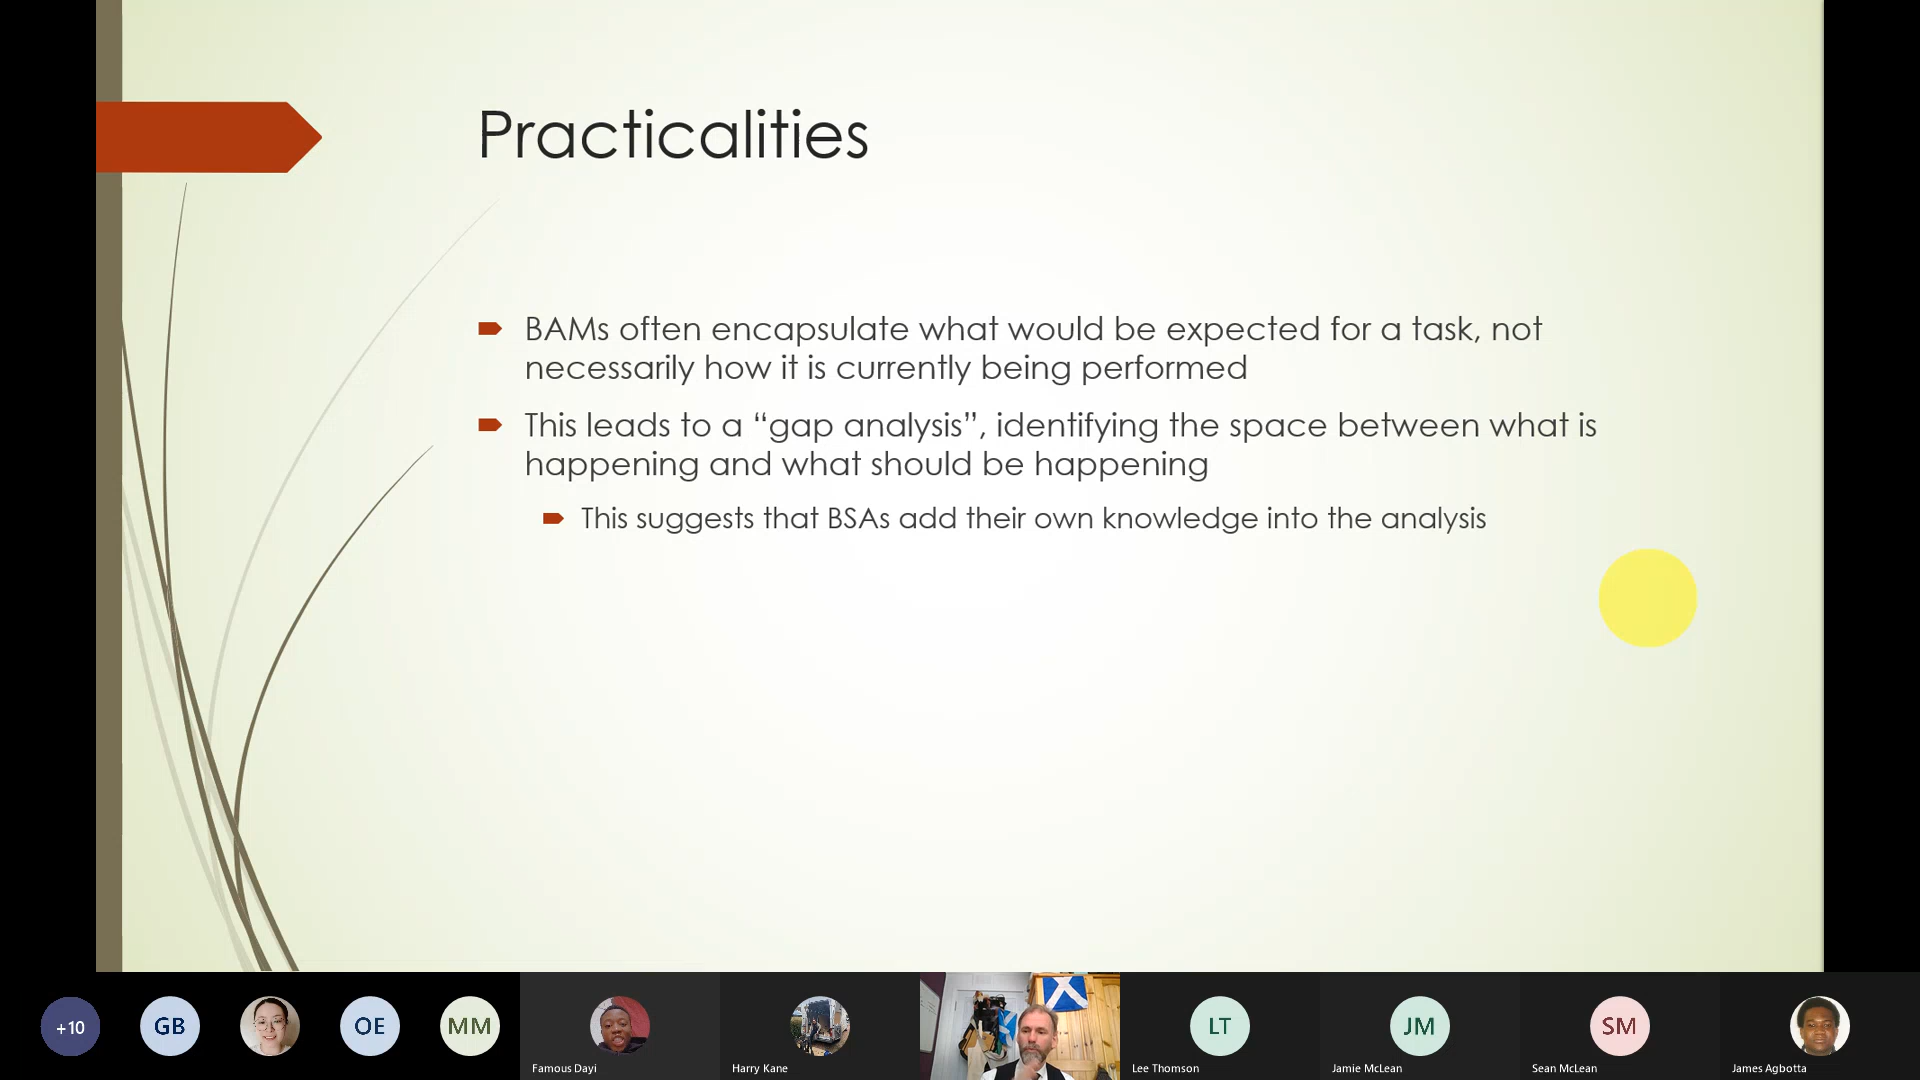 Practicalities
BAMs often encapsulate what would be expected for a task, not
necessarily how it is currently being performed
This leads to a “gap analysis”, identifying the space between what is
happening and what should be happening
This suggests that BSAs add their own knowledge into the analysis
+10
GB
OE
MM
Famous Dayi
Harry Kane
LT
Lee Thomson
JM
Jamie McLean
SM
Sean McLean
James Agbotta